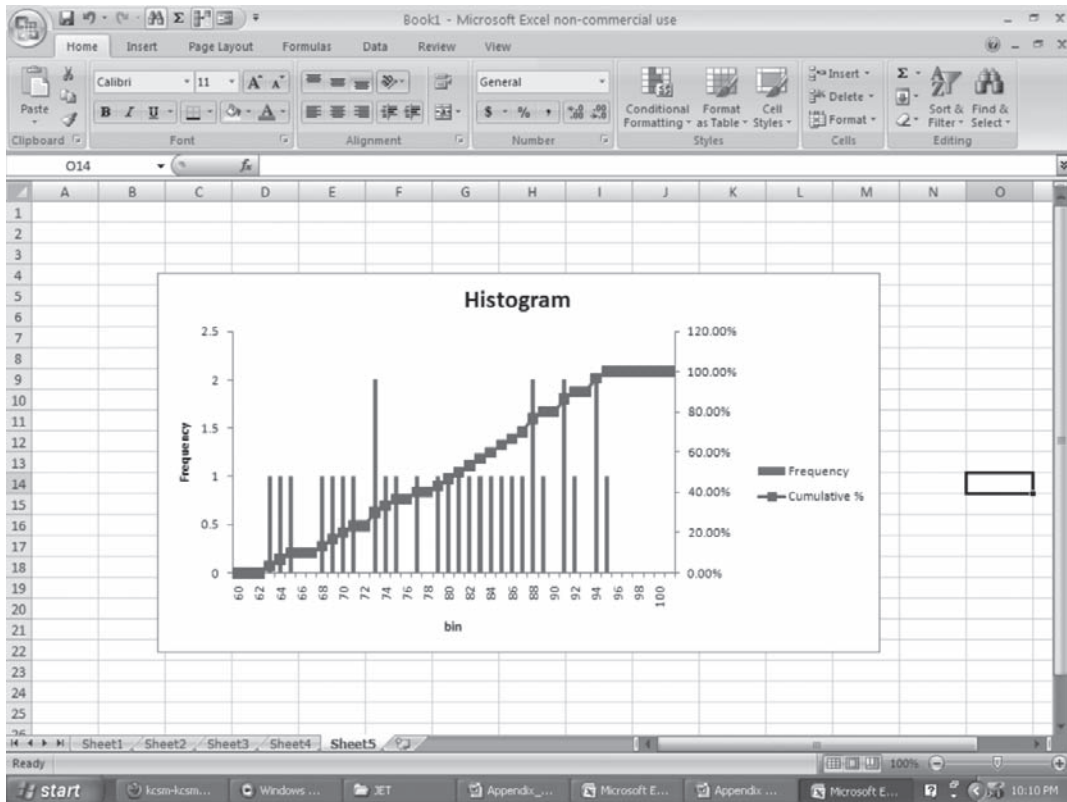 Book1 - Microsoft Excel non-commercial use
Home Insert Page Layout Formulas Data Review View
Paste
Calibri 11 A A
B I U A
General
$ % ,
Conditional Formatting
Format as Table
Cell Styles
Insert
Delete
Format
Σ
Sort & Filter
Find & Select
Clipboard Font Alignment Number Styles Cells Editing
O14 fx
A B C D E F G H I J K L M N O
1
2
3
4
5
6
7
8
9
10
11
12
13
14
15
16
17
18
19
20
21
22
23
24
25
26
Histogram
Frequency
2.5
2
1.5
1
0.5
0
120.00%
100.00%
80.00%
60.00%
40.00%
20.00%
0.00%
60 62 64 66 68 70 72 74 76 78 80 82 84 86 88 90 92 94 96 98 100
bin
Frequency
Cumulative %
Sheet1 Sheet2 Sheet3 Sheet4 Sheet5
Ready 100%
start kcsm-kcsm... Windows ... JET Appendix_... Microsoft E... Appendix ... Microsoft E... 10:10 PM